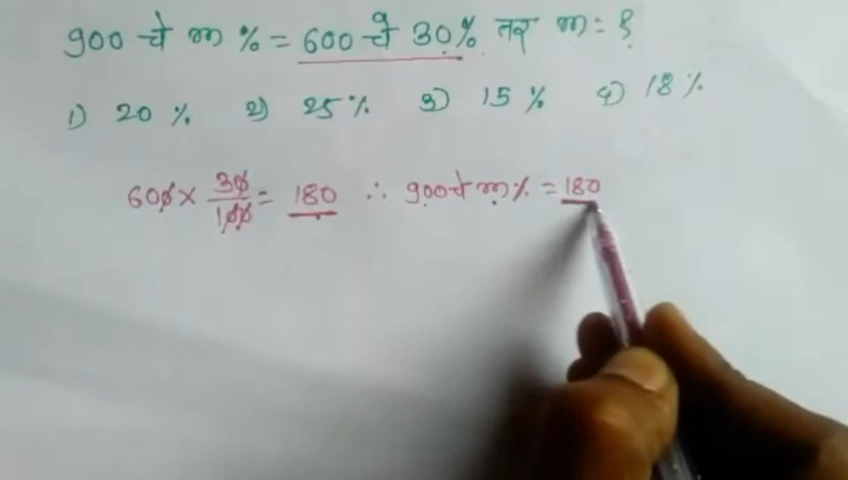 900 चे m % = 600 चे 30% तर m = ?
1) 20 % 2) 25 % 3) 15 % 4) 18 %
600 × 30/100 = 180 ∴ 900 चे m % = 180